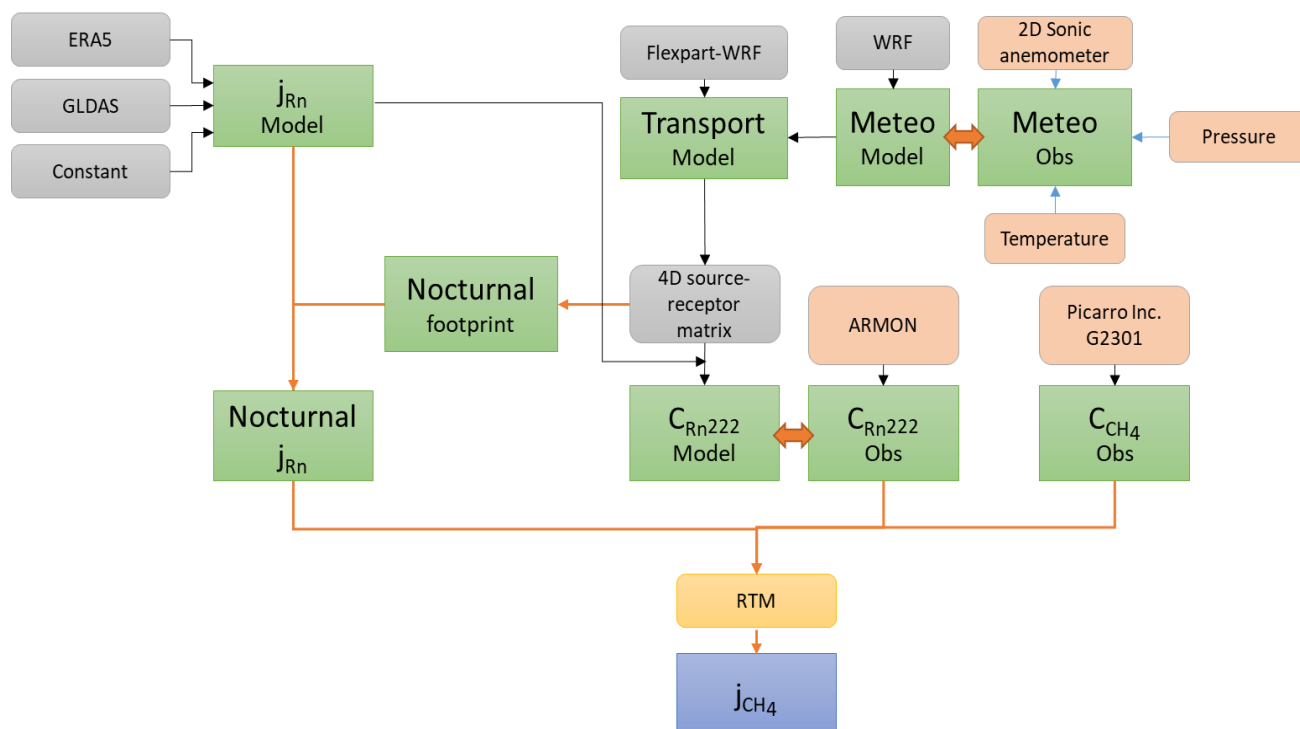 ERA5
GLDAS
Constant
jRn
Model
Flexpart-WRF
Transport
Model
WRF
Meteo
Model
2D Sonic
anemometer
Meteo
Obs
Pressure
Temperature
Nocturnal
footprint
4D source-
receptor
matrix
ARMON
Picarro Inc.
G2301
Nocturnal
jRn
CRn222
Model
CRn222
Obs
CCH4
Obs
RTM
jCH4